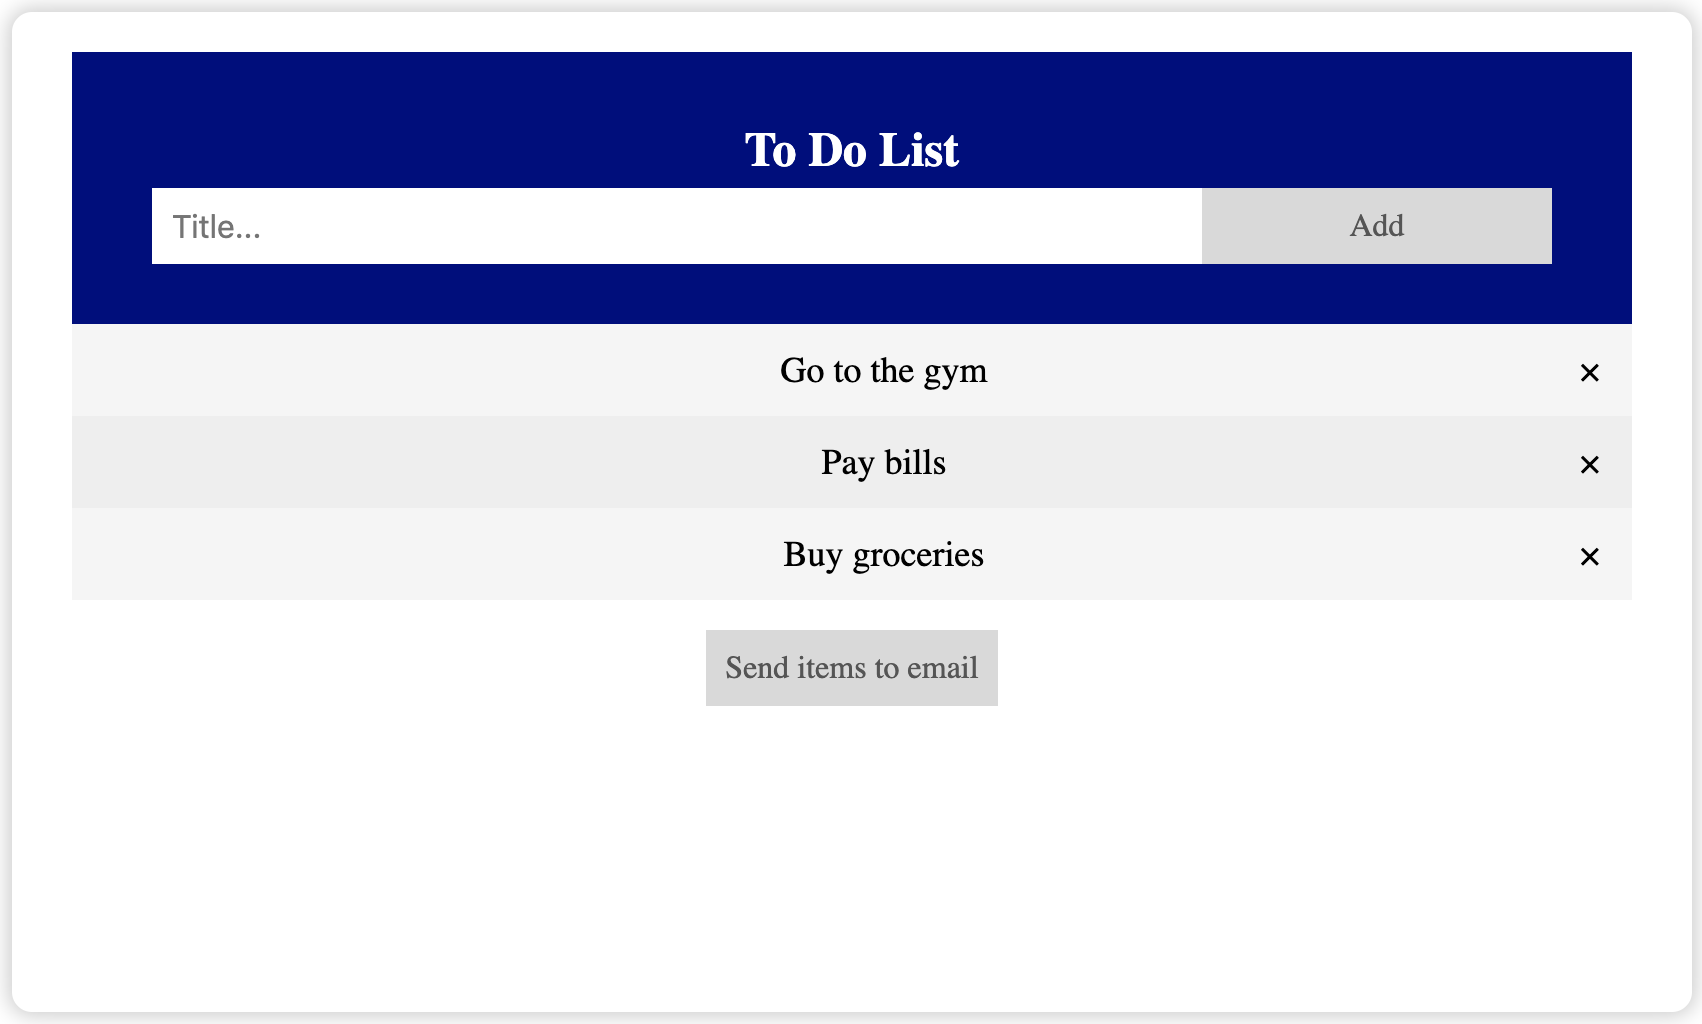 To Do List
Title...
Add
Go to the gym ×
Pay bills ×
Buy groceries ×
Send items to email